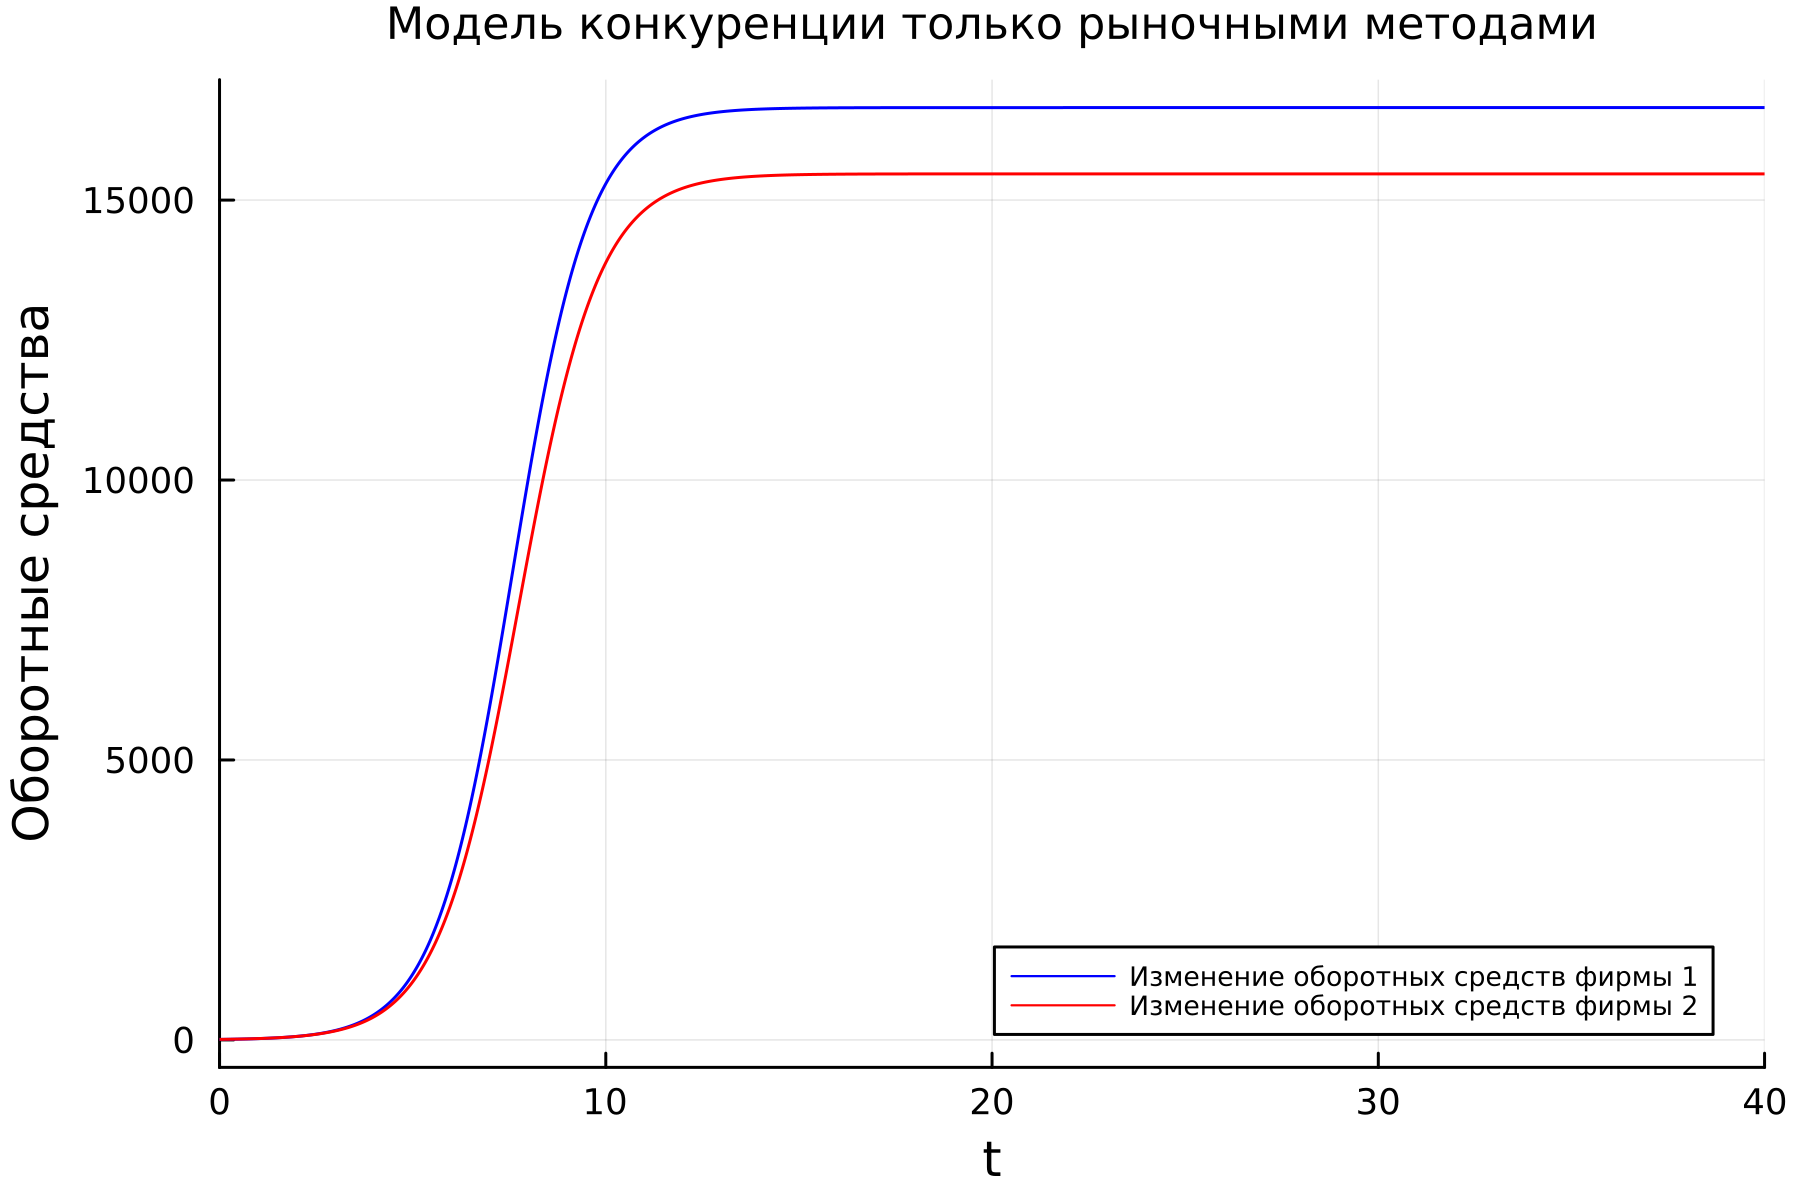 Модель конкуренции только рыночными методами
Оборотные средства
15000
10000
5000
0
0
10
20
30
40
t
Изменение оборотных средств фирмы 1
Изменение оборотных средств фирмы 2